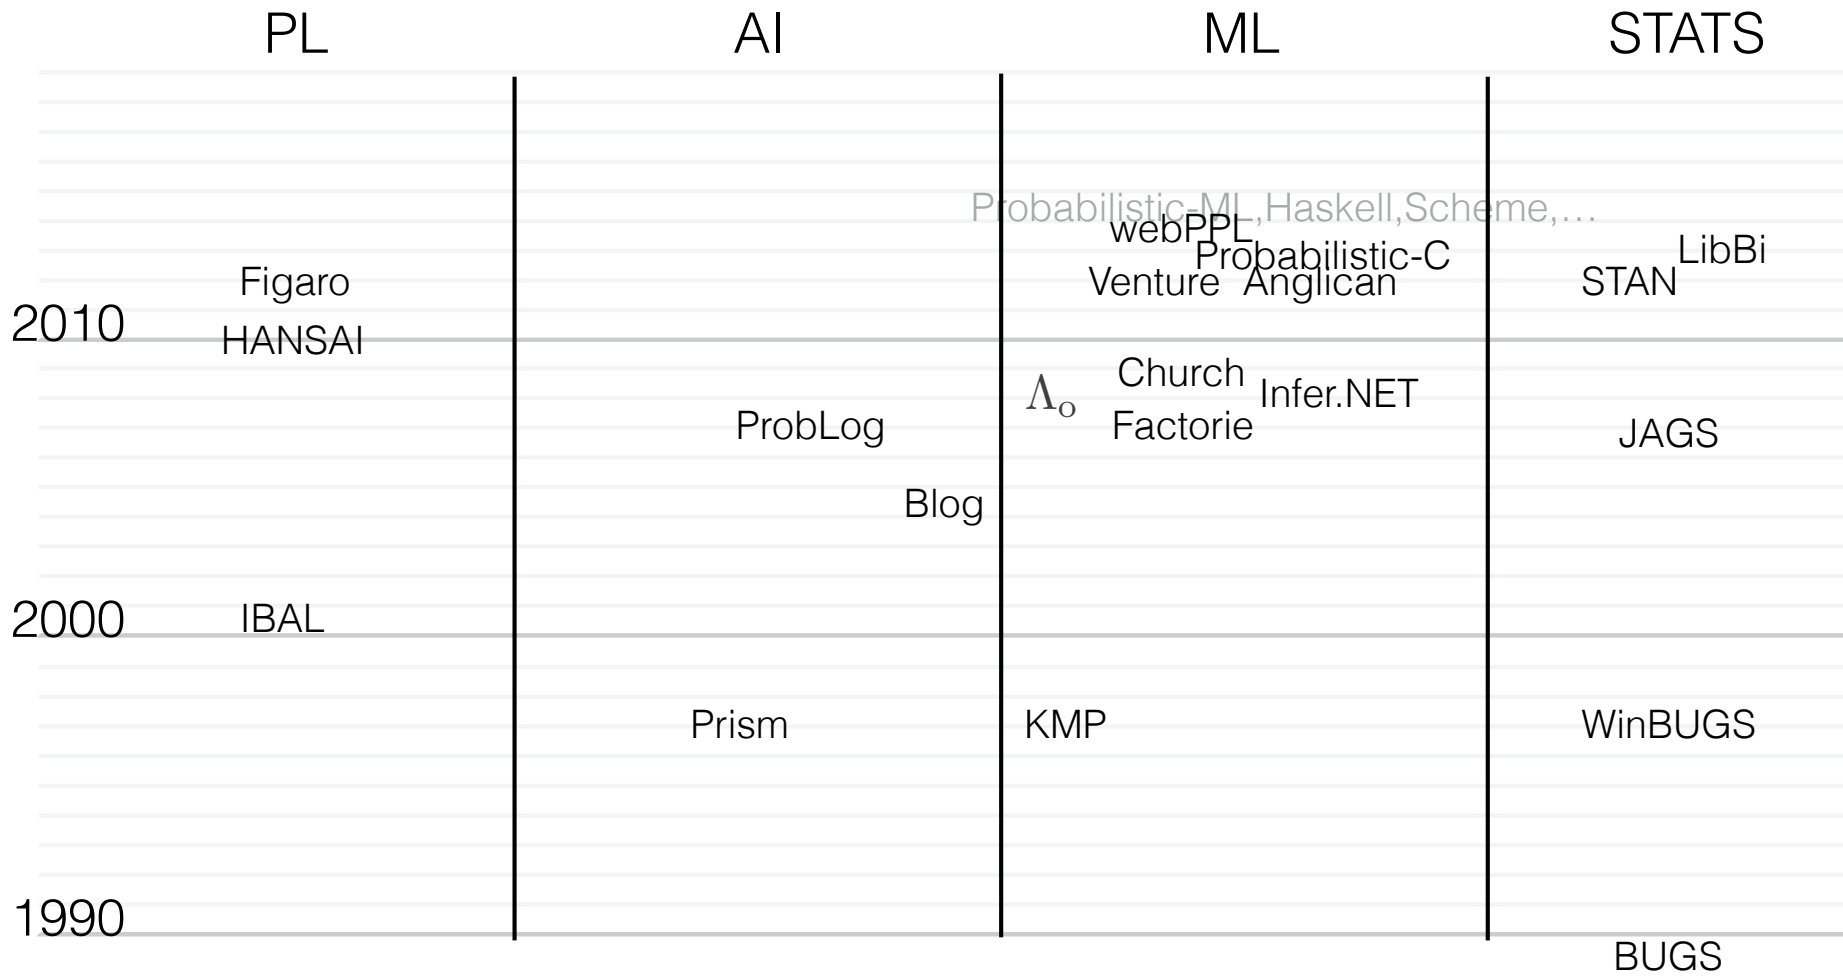 PL AI ML STATS
Probabilistic-ML,Haskell,Scheme,…
webPPL
LibBi
Probabilistic-C
Figaro Venture Anglican STAN
2010
HANSAI
Church
Λo Infer.NET
ProbLog Factorie JAGS
Blog
2000 IBAL
Prism KMP WinBUGS
1990
BUGS